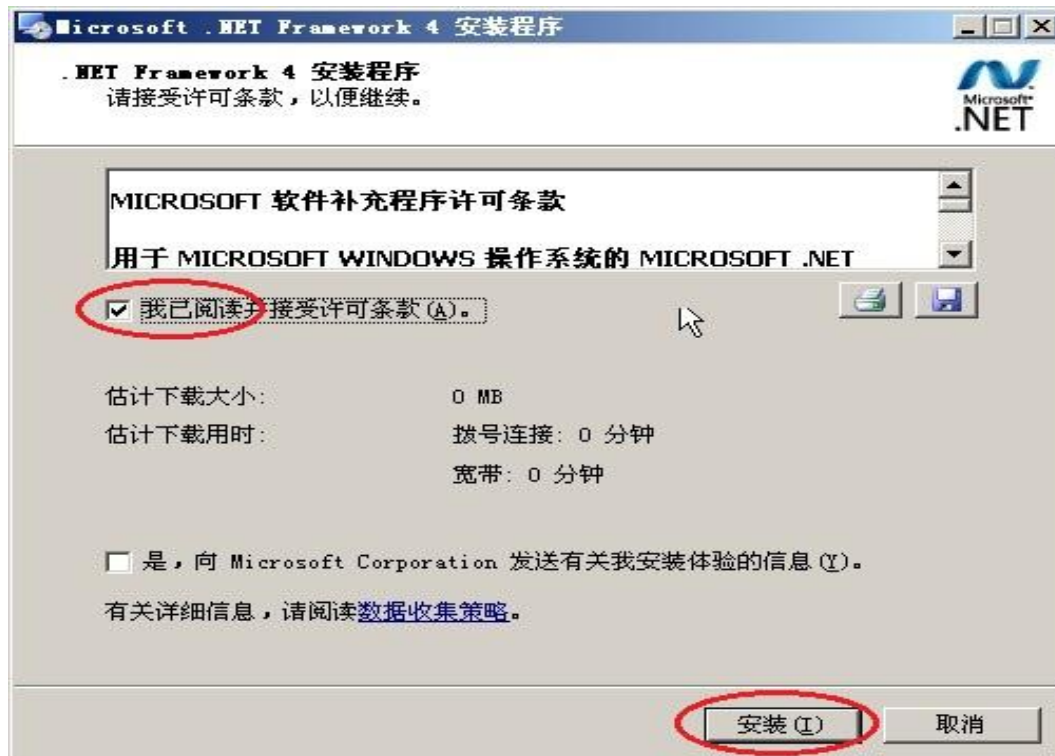 Microsoft .NET Framework 4 安装程序
.NET Framework 4 安装程序
请接受许可条款，以便继续。
Microsoft
.NET
MICROSOFT 软件补充程序许可条款
用于 MICROSOFT WINDOWS 操作系统的 MICROSOFT .NET
我已阅读并接受许可条款(A)。
估计下载大小: 0 MB
估计下载用时: 拨号连接: 0 分钟
宽带: 0 分钟
是，向 Microsoft Corporation 发送有关我安装体验的信息(Y)。
有关详细信息，请阅读数据收集策略。
安装(I) 取消